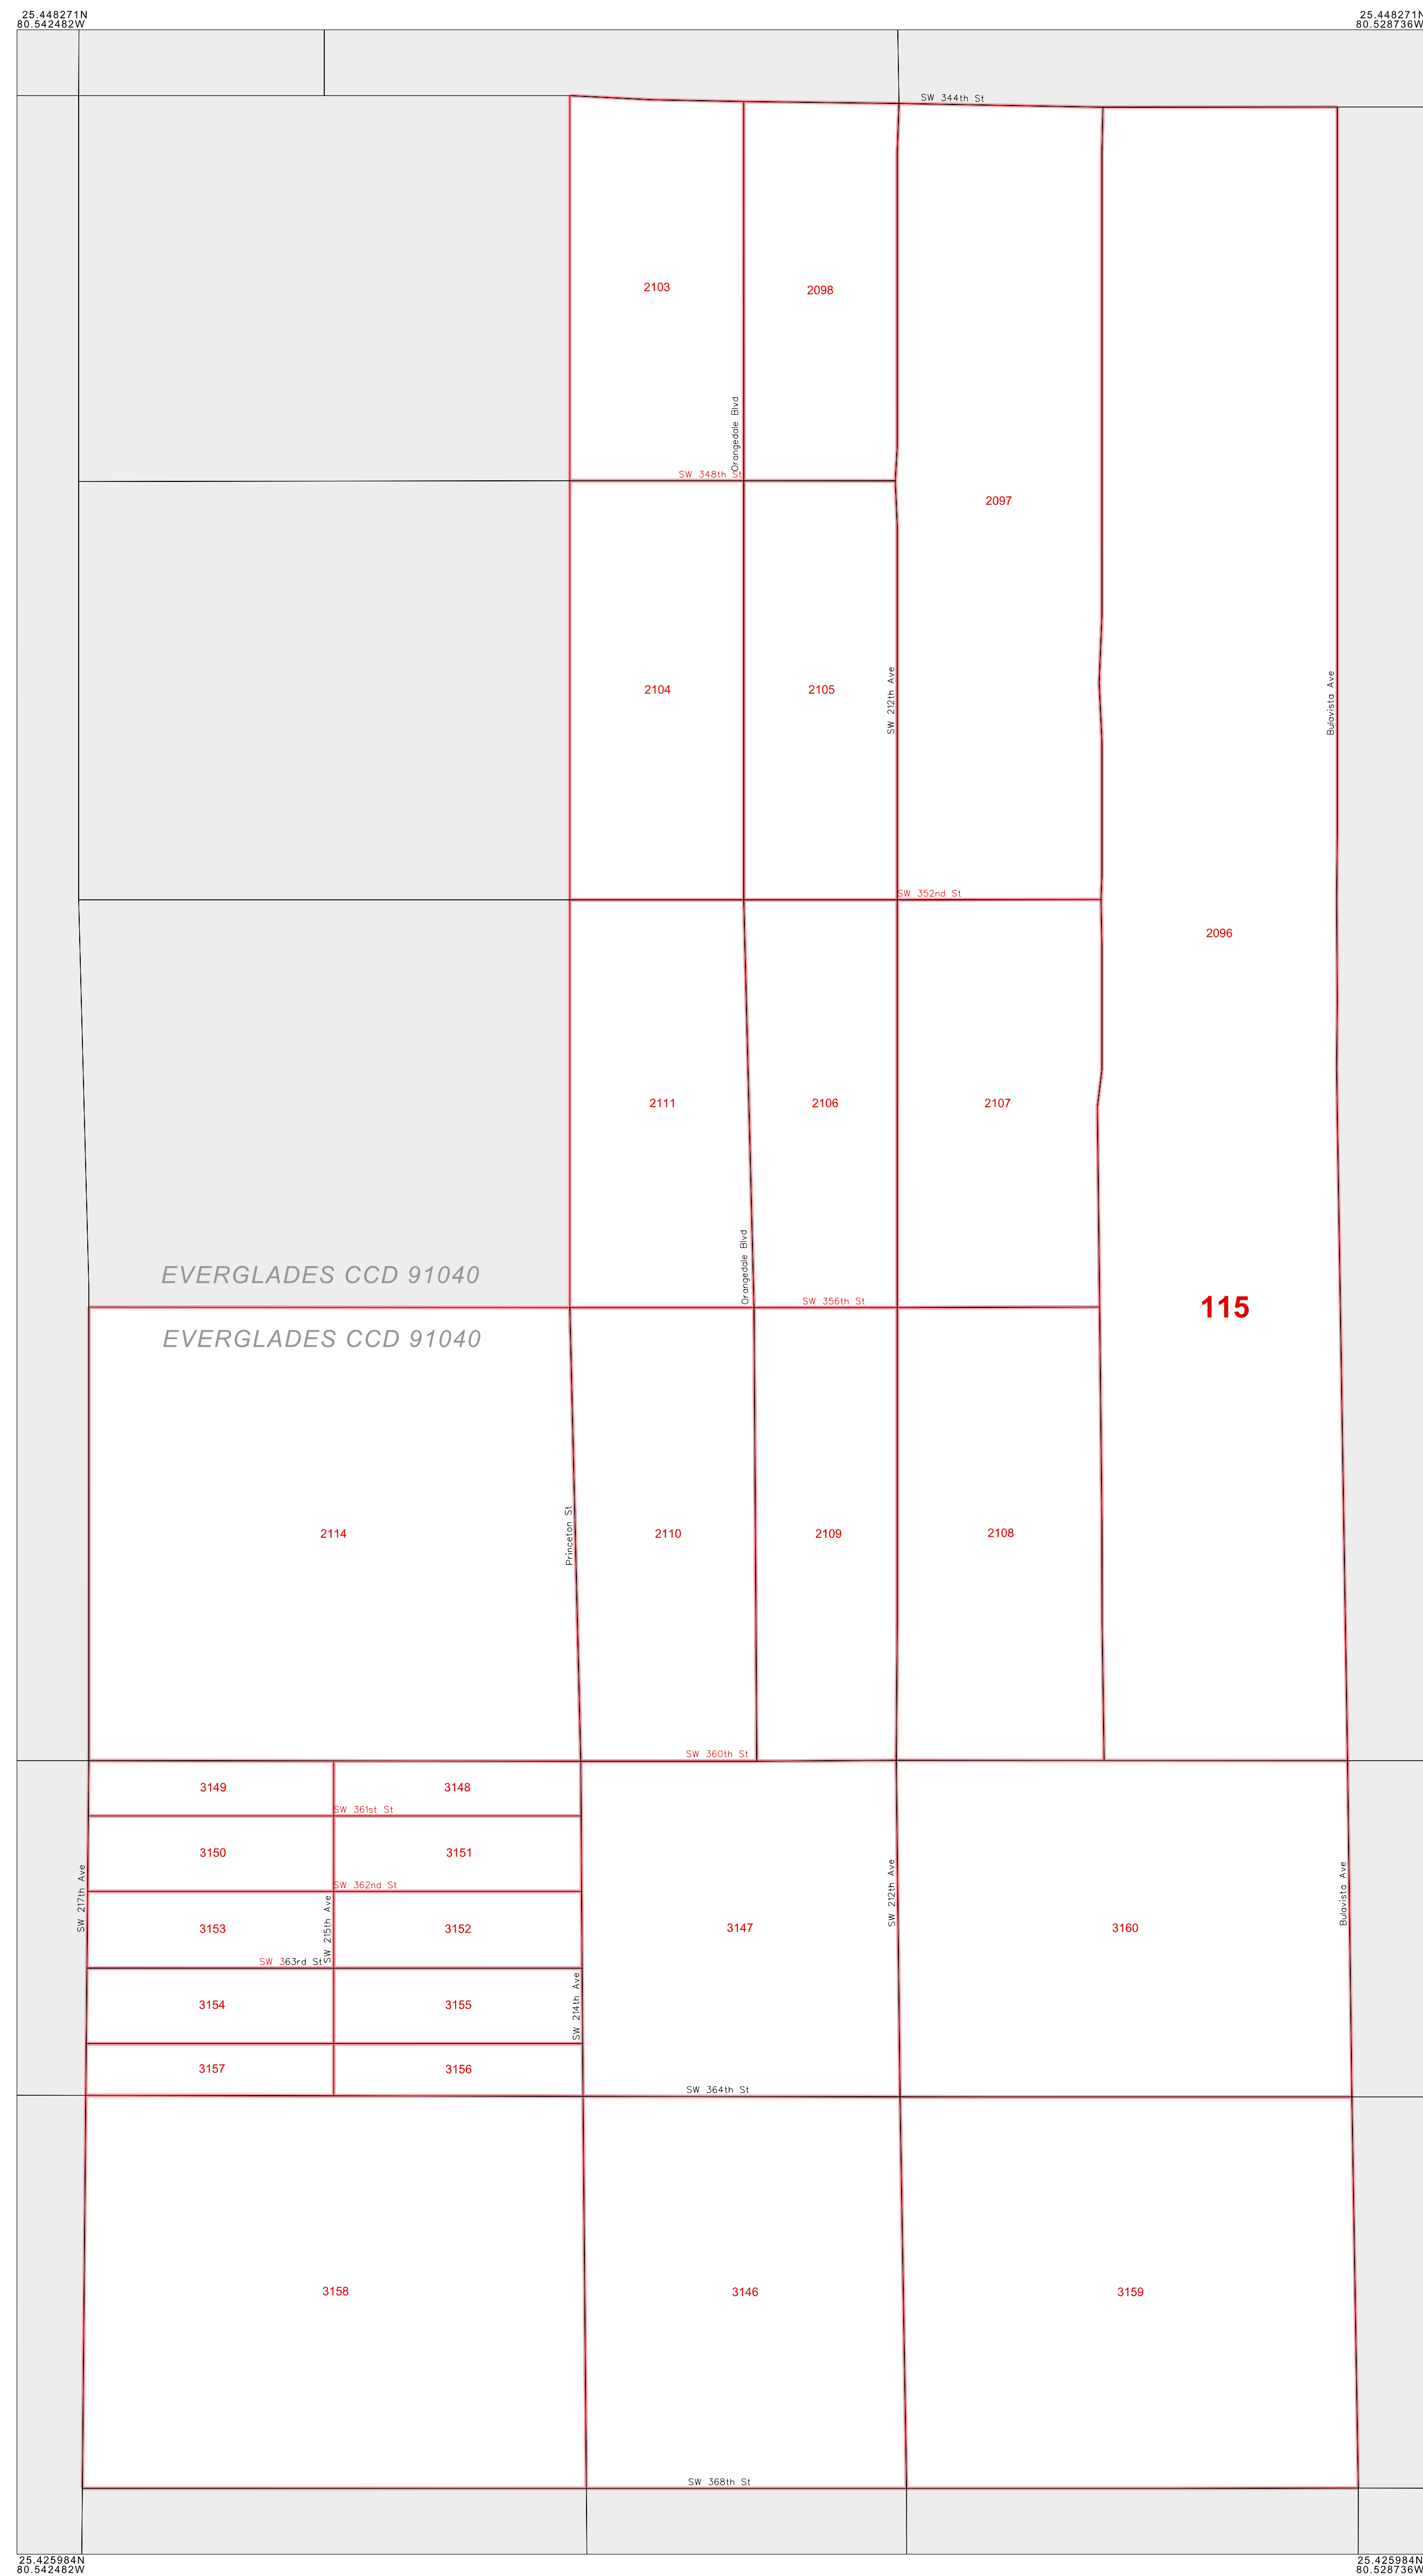 25.448271N
80.542482W
25.448271N
80.528736W
SW 344th St
2103
2098
Orangedale Blvd
SW 348th St
2097
2104
2105
SW 212th Ave
Bulavista Ave
SW 352nd St
2096
2111
2106
2107
Orangedale Blvd
EVERGLADES CCD 91040
SW 356th St
115
EVERGLADES CCD 91040
2114
Princeton St
2110
2109
2108
SW 360th St
3149
3148
SW 361st St
3150
3151
SW 217th Ave
SW 362nd St
SW 212th Ave
Bulavista Ave
3153
SW 215th Ave
3152
3147
3160
SW 363rd St
3154
3155
SW 214th Ave
3157
3156
SW 364th St
3158
3146
3159
SW 368th St
25.425984N
80.542482W
25.425984N
80.528736W